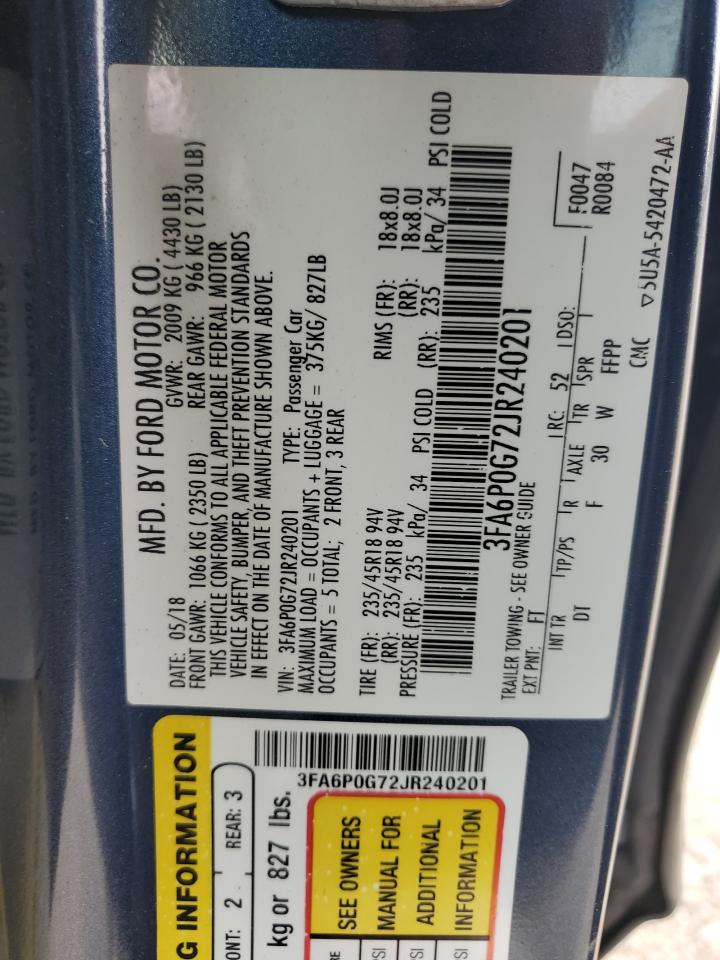 MFD. BY FORD MOTOR CO.
DATE: 05/18 GVWR: 2009 KG ( 4430 LB)
FRONT GAWR: 1066 KG ( 2350 LB) REAR GAWR: 966 KG ( 2130 LB)
THIS VEHICLE CONFORMS TO ALL APPLICABLE FEDERAL MOTOR
VEHICLE SAFETY, BUMPER, AND THEFT PREVENTION STANDARDS
IN EFFECT ON THE DATE OF MANUFACTURE SHOWN ABOVE.
VIN: 3FA6P0G72JR240201 TYPE: Passenger Car
MAXIMUM LOAD = OCCUPANTS + LUGGAGE = 375KG/ 827LB
OCCUPANTS = 5 TOTAL; 2 FRONT, 3 REAR
TIRE (FR): 235/45R18 94V RIMS (FR): 18x8.0J
(RR): 235/45R18 94V (RR): 18x8.0J
PRESSURE (FR): 235 kPa/ 34 PSI COLD (RR): 235 kPa/ 34 PSI COLD
3FA6P0G72JR240201
TRAILER TOWING - SEE OWNER GUIDE
EXT PNT: FT RC: 52 DSO: F0047
R0084
INT TR TP/PS R AXLE TR SPR
DT F 30 W FFPP
CMC ▽5U5A-5420472-AA
G INFORMATION
ONT: 2 REAR: 3
kg or 827 lbs.
3FA6P0G72JR240201
SEE OWNERS
MANUAL FOR
ADDITIONAL
INFORMATION